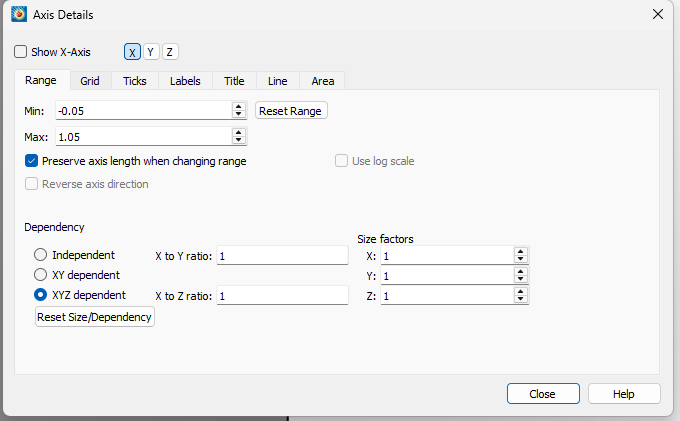 Axis Details
Show X-Axis X Y Z
Range Grid Ticks Labels Title Line Area
Min: -0.05 Reset Range
Max: 1.05
Preserve axis length when changing range Use log scale
Reverse axis direction
Dependency
Size factors
Independent X to Y ratio: 1 X: 1
XY dependent Y: 1
XYZ dependent X to Z ratio: 1 Z: 1
Reset Size/Dependency
Close Help